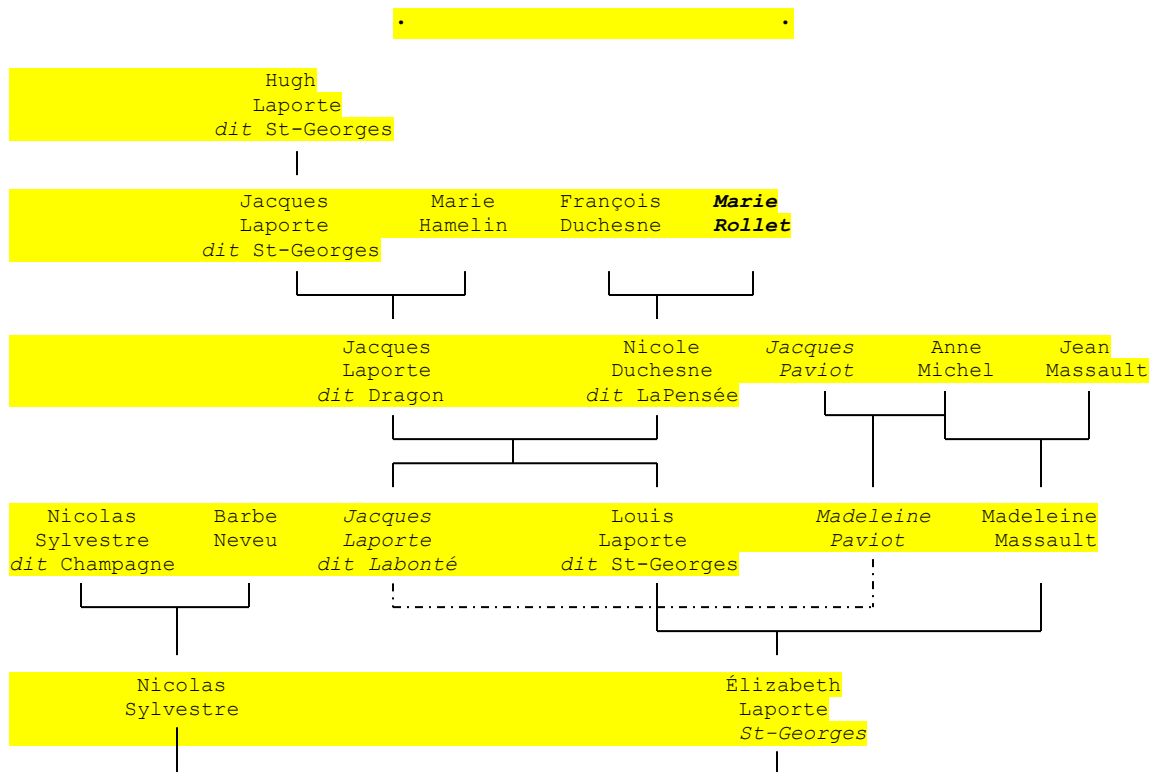 . .
Hugh
Laporte
dit St-Georges
Jacques Marie François Marie
Laporte Hamelin Duchesne Rollet
dit St-Georges
Jacques Nicole Jacques Anne Jean
Laporte Duchesne Paviot Michel Massault
dit Dragon dit LaPensée
Nicolas Barbe Jacques Louis Madeleine Madeleine
Sylvestre Neveu Laporte Laporte Paviot Massault
dit Champagne dit Labonté dit St-Georges
Nicolas Élizabeth
Sylvestre Laporte
St-Georges